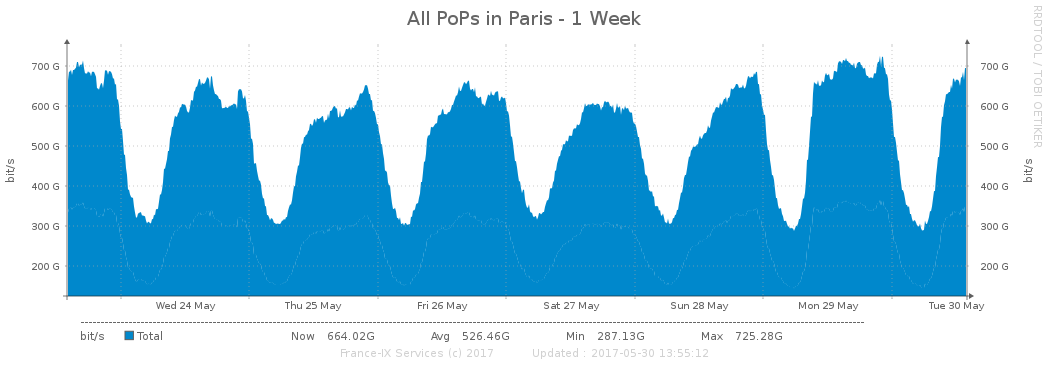 All PoPs in Paris - 1 Week
RRDTOOL / TOBI OETIKER
bit/s
bit/s
700 G 700 G
600 G 600 G
500 G 500 G
400 G 400 G
300 G 300 G
200 G 200 G
Wed 24 May Thu 25 May Fri 26 May Sat 27 May Sun 28 May Mon 29 May Tue 30 May
bit/s Total Now 664.02G Avg 526.46G Min 287.13G Max 725.28G
France-IX Services (c) 2017 Updated : 2017-05-30 13:55:12